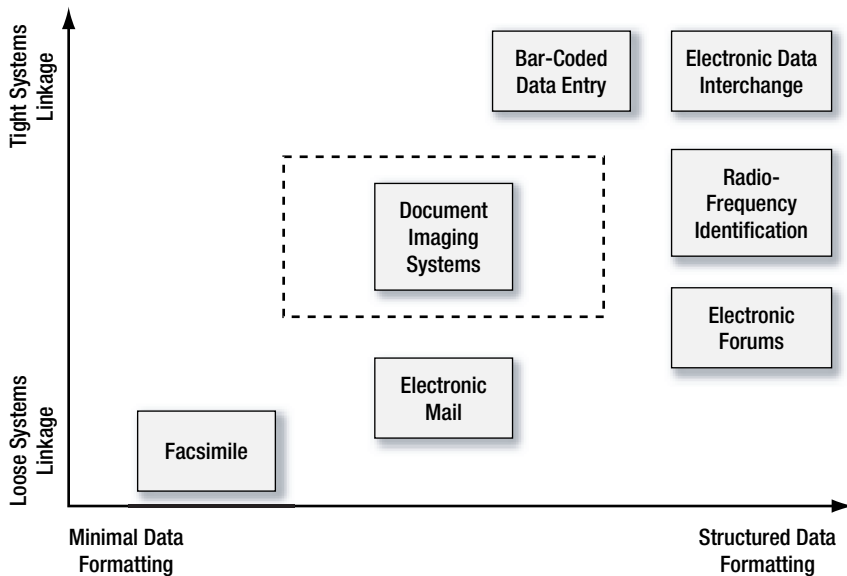 Tight Systems
Linkage
Bar-Coded
Data Entry
Electronic Data
Interchange
Document
Imaging
Systems
Radio-
Frequency
Identification
Electronic
Forums
Loose Systems
Linkage
Electronic
Mail
Facsimile
Minimal Data
Formatting
Structured Data
Formatting